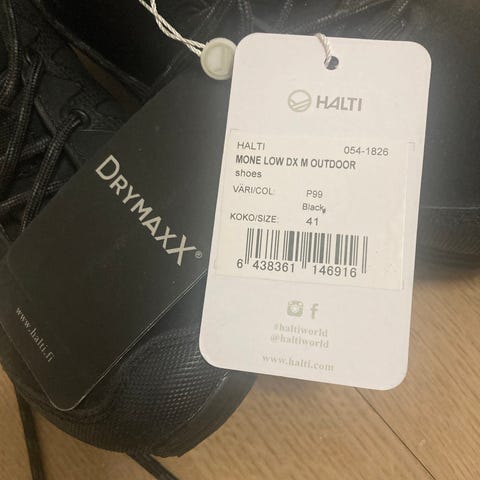 HALTI
HALTI 054-1826
MONE LOW DX M OUTDOOR
shoes
VÄRI/COL: P99
Black
KOKO/SIZE: 41
6 438361 146916
#haltiworld
@haltiworld
www.halti.com
DRYMAXX®
www.halti.fi